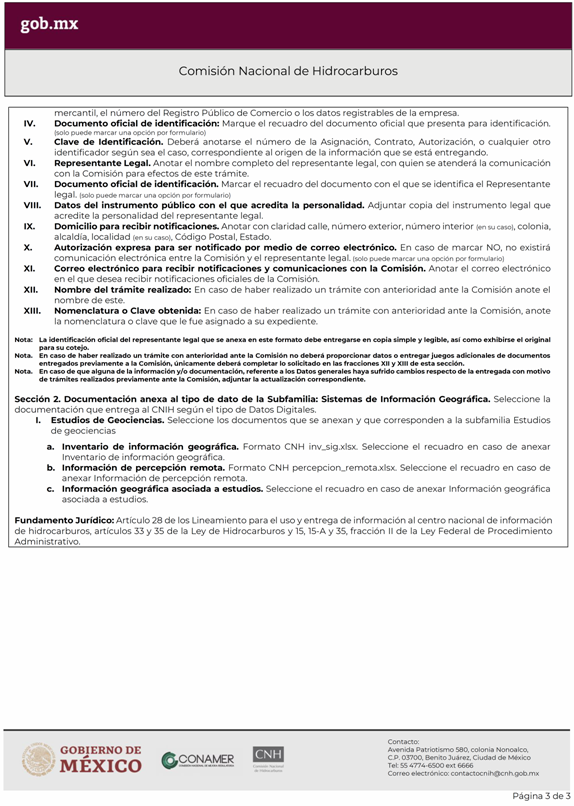 gob.mx
Comisión Nacional de Hidrocarburos
mercantil, el número del Registro Público de Comercio o los datos registrables de la empresa.
IV. Documento oficial de identificación: Marque el recuadro del documento oficial que presenta para identificación.
(solo puede marcar una opción por formulario)
V. Clave de Identificación. Deberá anotarse el número de la Asignación, Contrato, Autorización, o cualquier otro
identificador según sea el caso, correspondiente al origen de la información que se está entregando.
VI. Representante Legal. Anotar el nombre completo del representante legal, con quien se atenderá la comunicación
con la Comisión para efectos de este trámite.
VII. Documento oficial de identificación. Marcar el recuadro del documento con el que se identifica el Representante
legal. (solo puede marcar una opción por formulario)
VIII. Datos del instrumento público con el que acredita la personalidad. Adjuntar copia del instrumento legal que
acredite la personalidad del representante legal.
IX. Domicilio para recibir notificaciones. Anotar con claridad calle, número exterior, número interior (en su caso), colonia,
alcaldía, localidad (en su caso), Código Postal, Estado.
X. Autorización expresa para ser notificado por medio de correo electrónico. En caso de marcar NO, no existirá
comunicación electrónica entre la Comisión y el representante legal. (solo puede marcar una opción por formulario)
XI. Correo electrónico para recibir notificaciones y comunicaciones con la Comisión. Anotar el correo electrónico
en el que desea recibir notificaciones oficiales de la Comisión.
XII. Nombre del trámite realizado: En caso de haber realizado un trámite con anterioridad ante la Comisión anote el
nombre de este.
XIII. Nomenclatura o Clave obtenida: En caso de haber realizado un trámite con anterioridad ante la Comisión, anote
la nomenclatura o clave que le fue asignado a su expediente.
Nota: La identificación oficial del representante legal que se anexa en este formato debe entregarse en copia simple y legible, así como exhibirse el original
para su cotejo.
Nota. En caso de haber realizado un trámite con anterioridad ante la Comisión no deberá proporcionar datos o entregar juegos adicionales de documentos
entregados previamente a la Comisión, únicamente deberá completar lo solicitado en las fracciones XII y XIII de esta sección.
Nota. En caso de que alguna de la información y/o documentación, referente a los Datos generales haya sufrido cambios respecto de la entregada con motivo
de trámites realizados previamente ante la Comisión, adjuntar la actualización correspondiente.
Sección 2. Documentación anexa al tipo de dato de la Subfamilia: Sistemas de Información Geográfica. Seleccione la
documentación que entrega al CNIH según el tipo de Datos Digitales.
I. Estudios de Geociencias. Seleccione los documentos que se anexan y que corresponden a la subfamilia Estudios
de geociencias
a. Inventario de información geográfica. Formato CNH inv_sig.xlsx. Seleccione el recuadro en caso de anexar
Inventario de información geográfica.
b. Información de percepción remota. Formato CNH percepcion_remota.xlsx. Seleccione el recuadro en caso de
anexar Información de percepción remota.
c. Información geográfica asociada a estudios. Seleccione el recuadro en caso de anexar Información geográfica
asociada a estudios.
Fundamento Jurídico: Artículo 28 de los Lineamiento para el uso y entrega de información al centro nacional de información
de hidrocarburos, artículos 33 y 35 de la Ley de Hidrocarburos y 15, 15-A y 35, fracción II de la Ley Federal de Procedimiento
Administrativo.
GOBIERNO DE
MÉXICO
CONAMER
CNH
Comisión Nacional
de Hidrocarburos
Contacto:
Avenida Patriotismo 580, colonia Nonoalco,
C.P. 03700, Benito Juárez, Ciudad de México
Tel: 55 4774-6500 ext 6666
Correo electrónico: contactocnih@cnh.gob.mx
Página 3 de 3